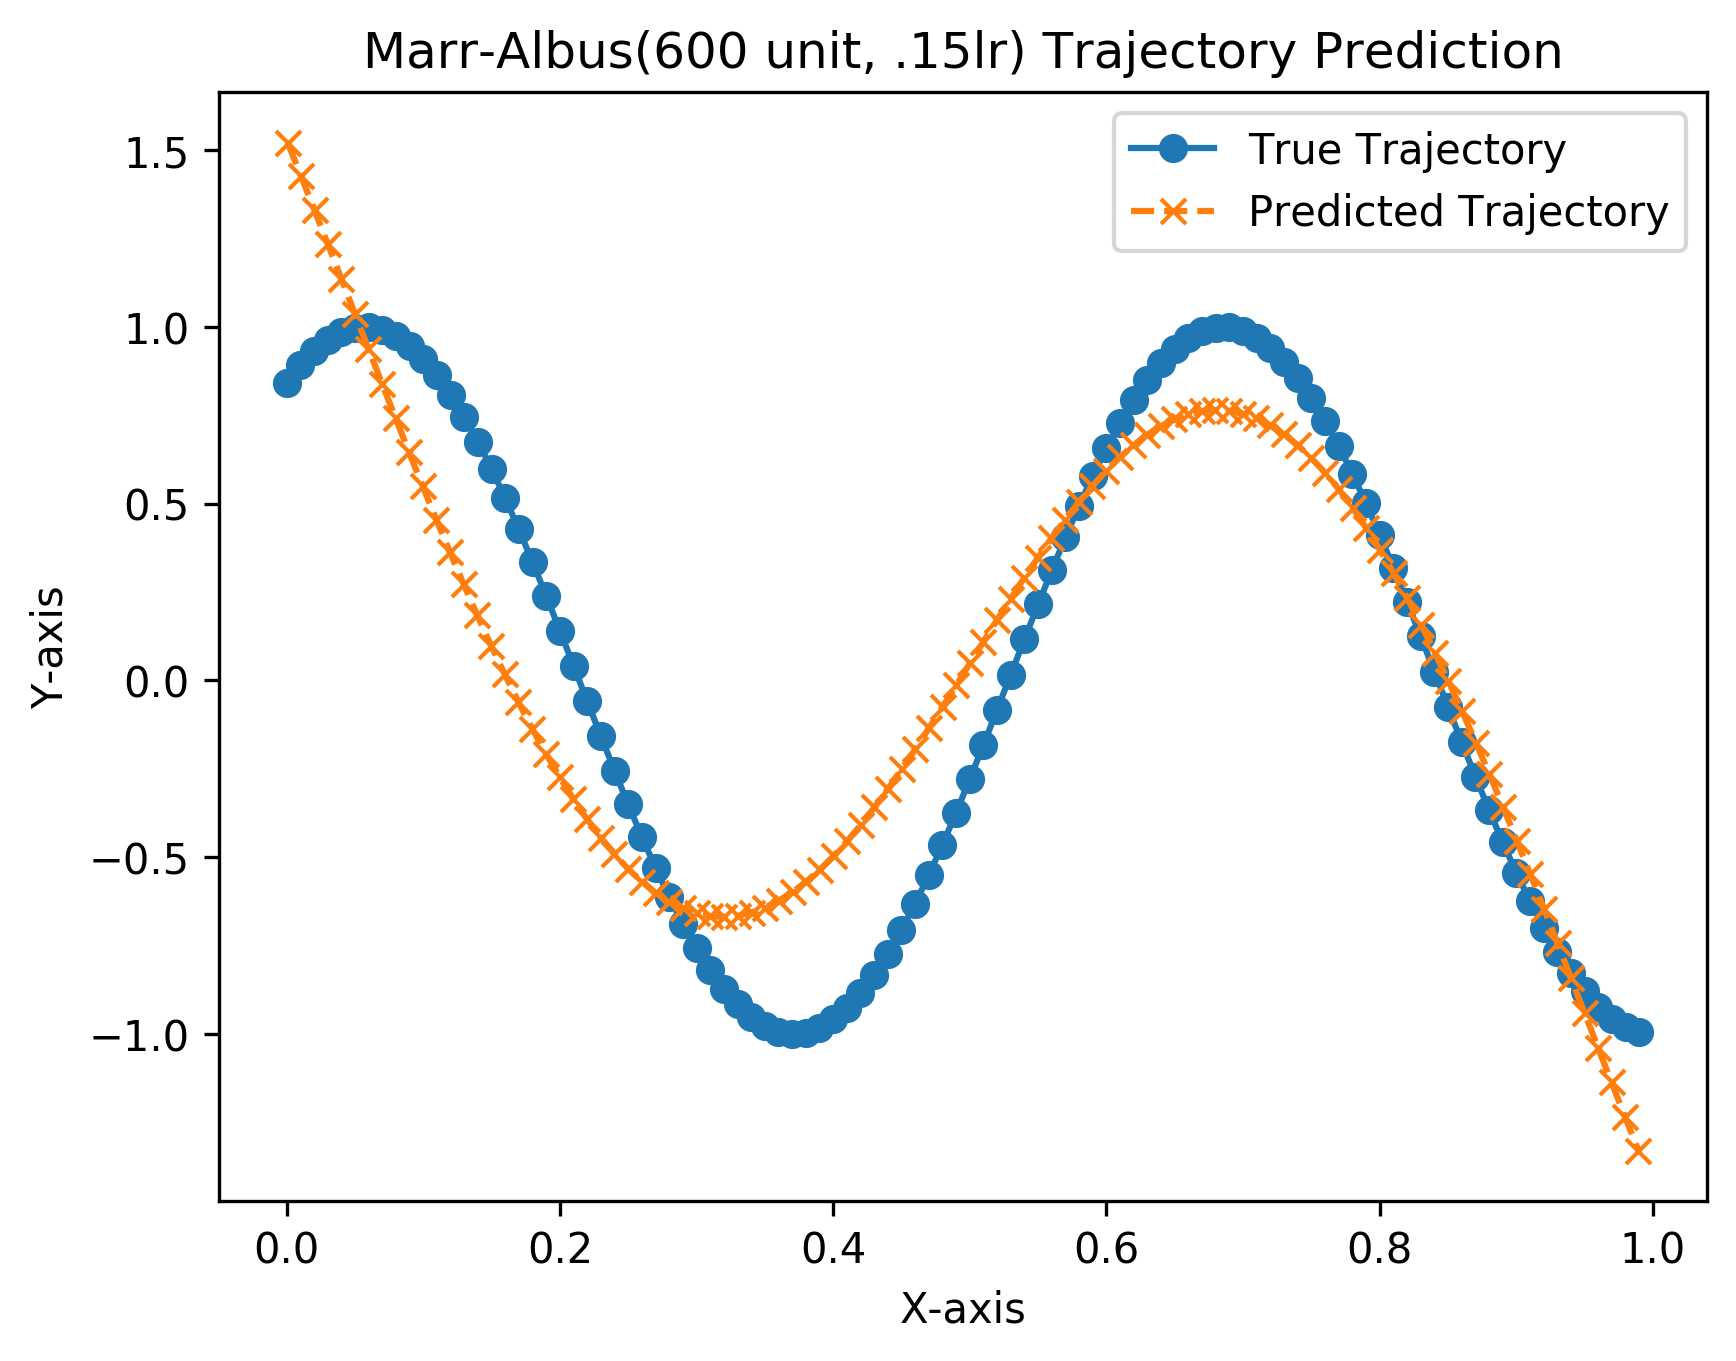 Marr-Albus(600 unit, .15lr) Trajectory Prediction
True Trajectory
Predicted Trajectory
1.5
1.0
0.5
0.0
−0.5
−1.0
Y-axis
0.0 0.2 0.4 0.6 0.8 1.0
X-axis